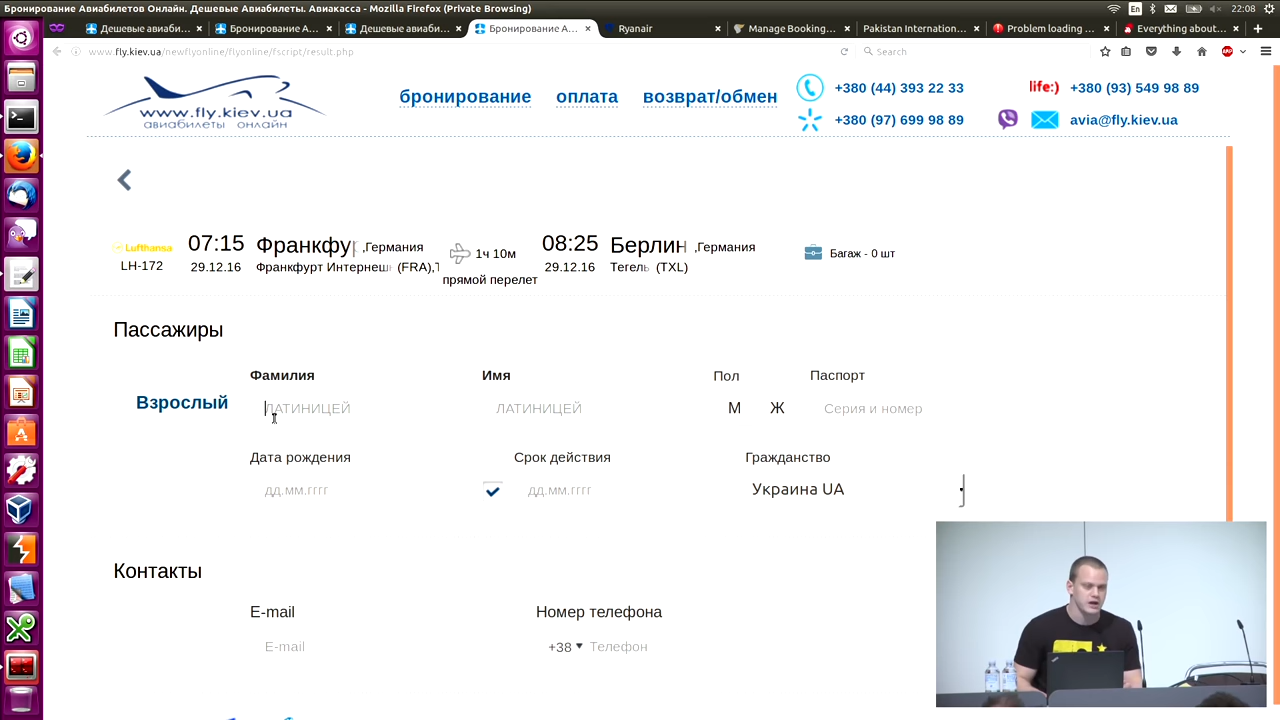 Бронирование Авиабилетов Онлайн. Дешевые Авиабилеты. Авиакасса - Mozilla Firefox (Private Browsing)
En
22:08
Дешевые авиаби...
Бронирование А...
Дешевые авиаби...
Бронирование А...
Ryanair
Manage Booking...
Pakistan Internation...
Problem loading ...
Everything about...
www.fly.kiev.ua/newflyonline/flyonline/fscript/result.php
Search
ABP
www.fly.kiev.ua
авиабилеты онлайн
бронирование
оплата
возврат/обмен
+380 (44) 393 22 33
life:)
+380 (93) 549 98 89
+380 (97) 699 98 89
avia@fly.kiev.ua
Lufthansa
07:15
Франкфур
,Германия
1ч 10м
08:25
Берлин
,Германия
Багаж - 0 шт
LH-172
29.12.16
Франкфурт Интернеш (FRA),Т
прямой перелет
29.12.16
Тегель (TXL)
Пассажиры
Фамилия
Имя
Пол
Паспорт
Взрослый
ЛАТИНИЦЕЙ
ЛАТИНИЦЕЙ
М
Ж
Серия и номер
Дата рождения
Срок действия
Гражданство
дд.мм.гггг
дд.мм.гггг
Украина UA
Контакты
E-mail
Номер телефона
E-mail
+38
Телефон